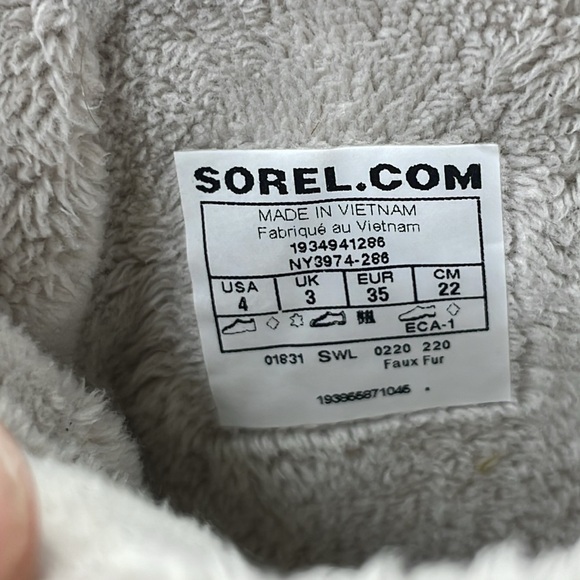 SOREL.COM
MADE IN VIETNAM
Fabriqué au Vietnam
1934941286
NY3974-286
USA UK EUR CM
4 3 35 22
ECA-1
01831 SWL 0220 220
Faux Fur
193855871045